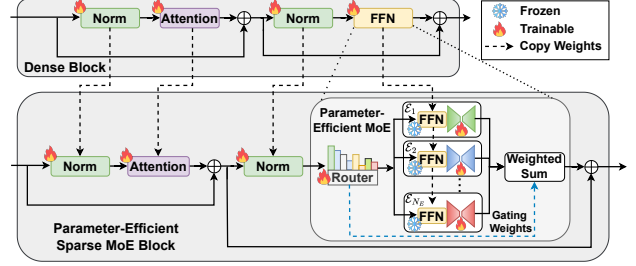 Norm
Attention
Norm
FFN
Dense Block
Frozen
Trainable
Copy Weights
Parameter-
Efficient MoE
Router
ℰ1
FFN
ℰ2
FFN
ℰNE
FFN
Gating
Weights
Weighted
Sum
Norm
Attention
Norm
Parameter-Efficient
Sparse MoE Block